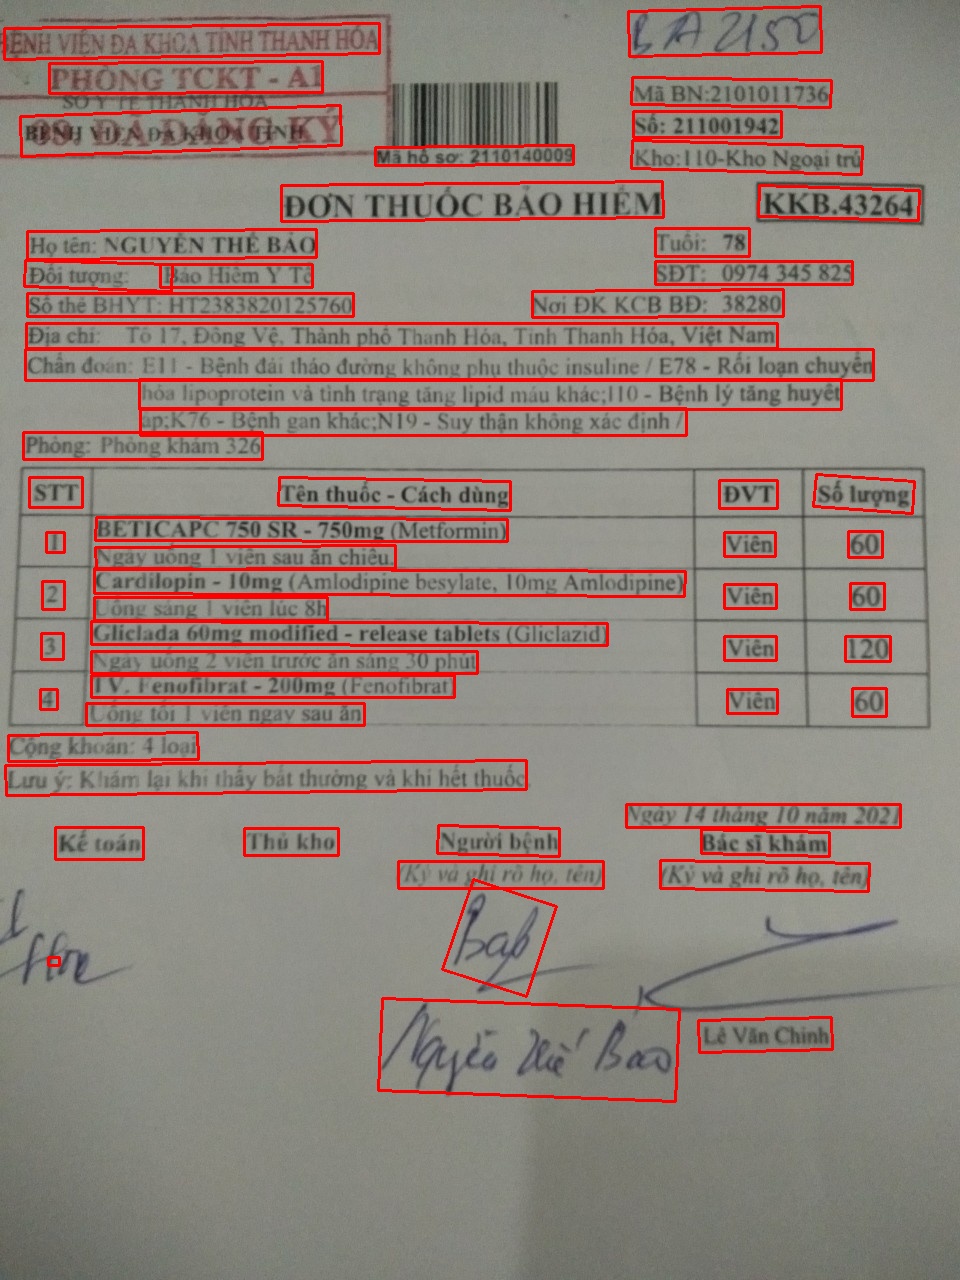 BỆNH VIỆN ĐA KHOA TỈNH THANH HÓA
PHÒNG TCKT - A1
SỞ Y TẾ THANH HÓA
BỆNH VIỆN ĐA KHOA TỈNH
09. ĐÃ ĐĂNG KÝ
BA 2150
Mã BN:2101011736
Số: 211001942
Mã hồ sơ: 2110140009
Kho:110-Kho Ngoại trú
ĐƠN THUỐC BẢO HIỂM
KKB.43264
Họ tên: NGUYỄN THẾ BẢO Tuổi: 78
Đối tượng: Bảo Hiểm Y Tế SĐT: 0974 345 825
Số thẻ BHYT: HT2383820125760 Nơi ĐK KCB BĐ: 38280
Địa chỉ: Tổ 17, Đông Vệ, Thành phố Thanh Hóa, Tỉnh Thanh Hóa, Việt Nam
Chẩn đoán: E11 - Bệnh đái tháo đường không phụ thuộc insuline / E78 - Rối loạn chuyển
hóa lipoprotein và tình trạng tăng lipid máu khác;I10 - Bệnh lý tăng huyết
áp;K76 - Bệnh gan khác;N19 - Suy thận không xác định /
Phòng: Phòng khám 326
STT Tên thuốc - Cách dùng ĐVT Số lượng
1 BETICAPC 750 SR - 750mg (Metformin) Viên 60
Ngày uống 1 viên sau ăn chiều.
2 Cardilopin - 10mg (Amlodipine besylate, 10mg Amlodipine) Viên 60
Uống sáng 1 viên lúc 8h
3 Gliclada 60mg modified - release tablets (Gliclazid) Viên 120
Ngày uống 2 viên trước ăn sáng 30 phút
4 TV. Fenofibrat - 200mg (Fenofibrat) Viên 60
Uống tối 1 viên ngay sau ăn
Cộng khoản: 4 loại
Lưu ý: Khám lại khi thấy bất thường và khi hết thuốc.
Ngày 14 tháng 10 năm 2021
Kế toán Thủ kho Người bệnh Bác sĩ khám
(Ký và ghi rõ họ, tên) (Ký và ghi rõ họ, tên)
Bảo
Nguyễn Thế Bảo
Lê Văn Chinh